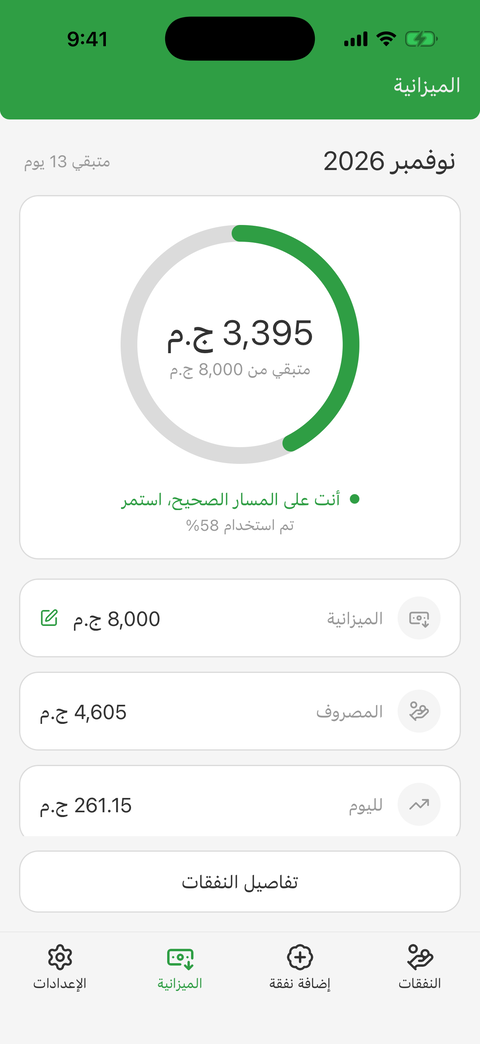 9:41
الميزانية
نوفمبر 2026
متبقي 13 يوم
3,395 ج.م
متبقي من 8,000 ج.م
أنت على المسار الصحيح، استمر
تم استخدام 58%
الميزانية
8,000 ج.م
المصروف
4,605 ج.م
لليوم
261.15 ج.م
تفاصيل النفقات
النفقات
إضافة نفقة
الميزانية
الإعدادات